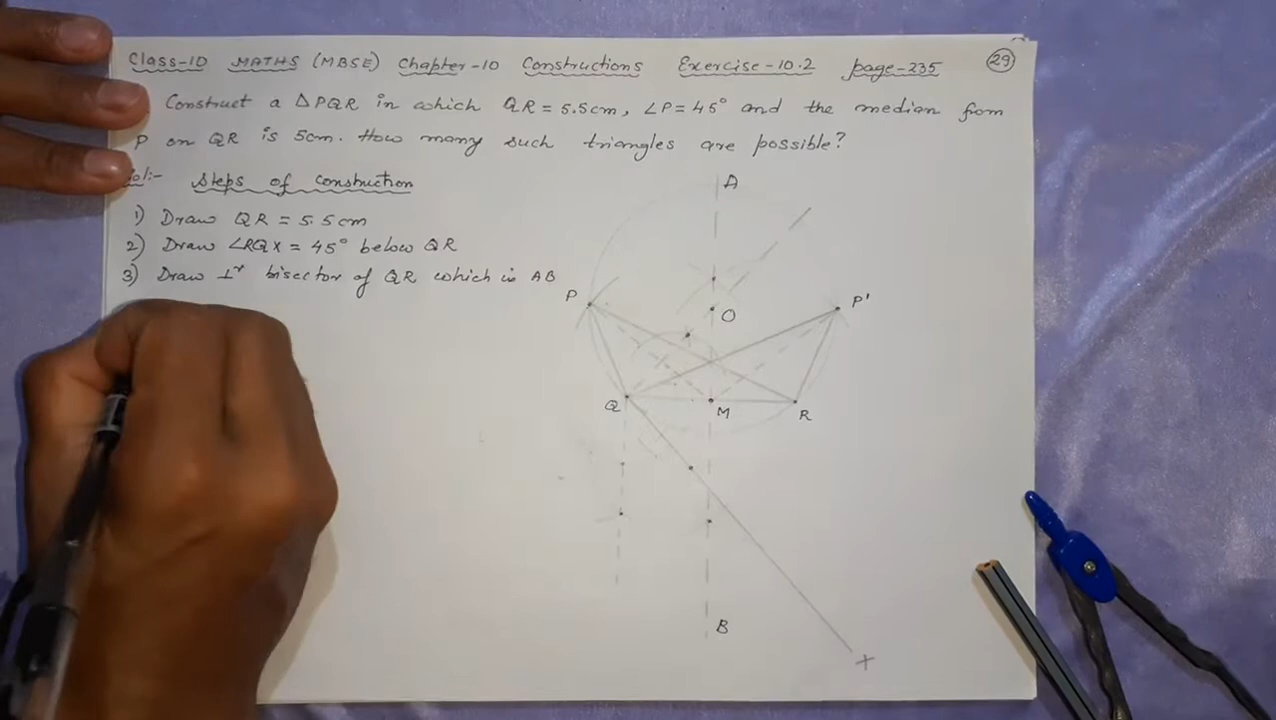 Class-10 MATHS (MBSE) Chapter-10 Constructions Exercise-10.2 page-235 29
Construct a △PQR in which QR = 5.5cm, ∠P = 45° and the median from
P on QR is 5cm. How many such triangles are possible?
Sol:- Steps of construction
1) Draw QR = 5.5cm
2) Draw ∠RQX = 45° below QR
3) Draw ⊥r bisector of QR which is AB
A
P
P'
O
Q
M
R
B
X